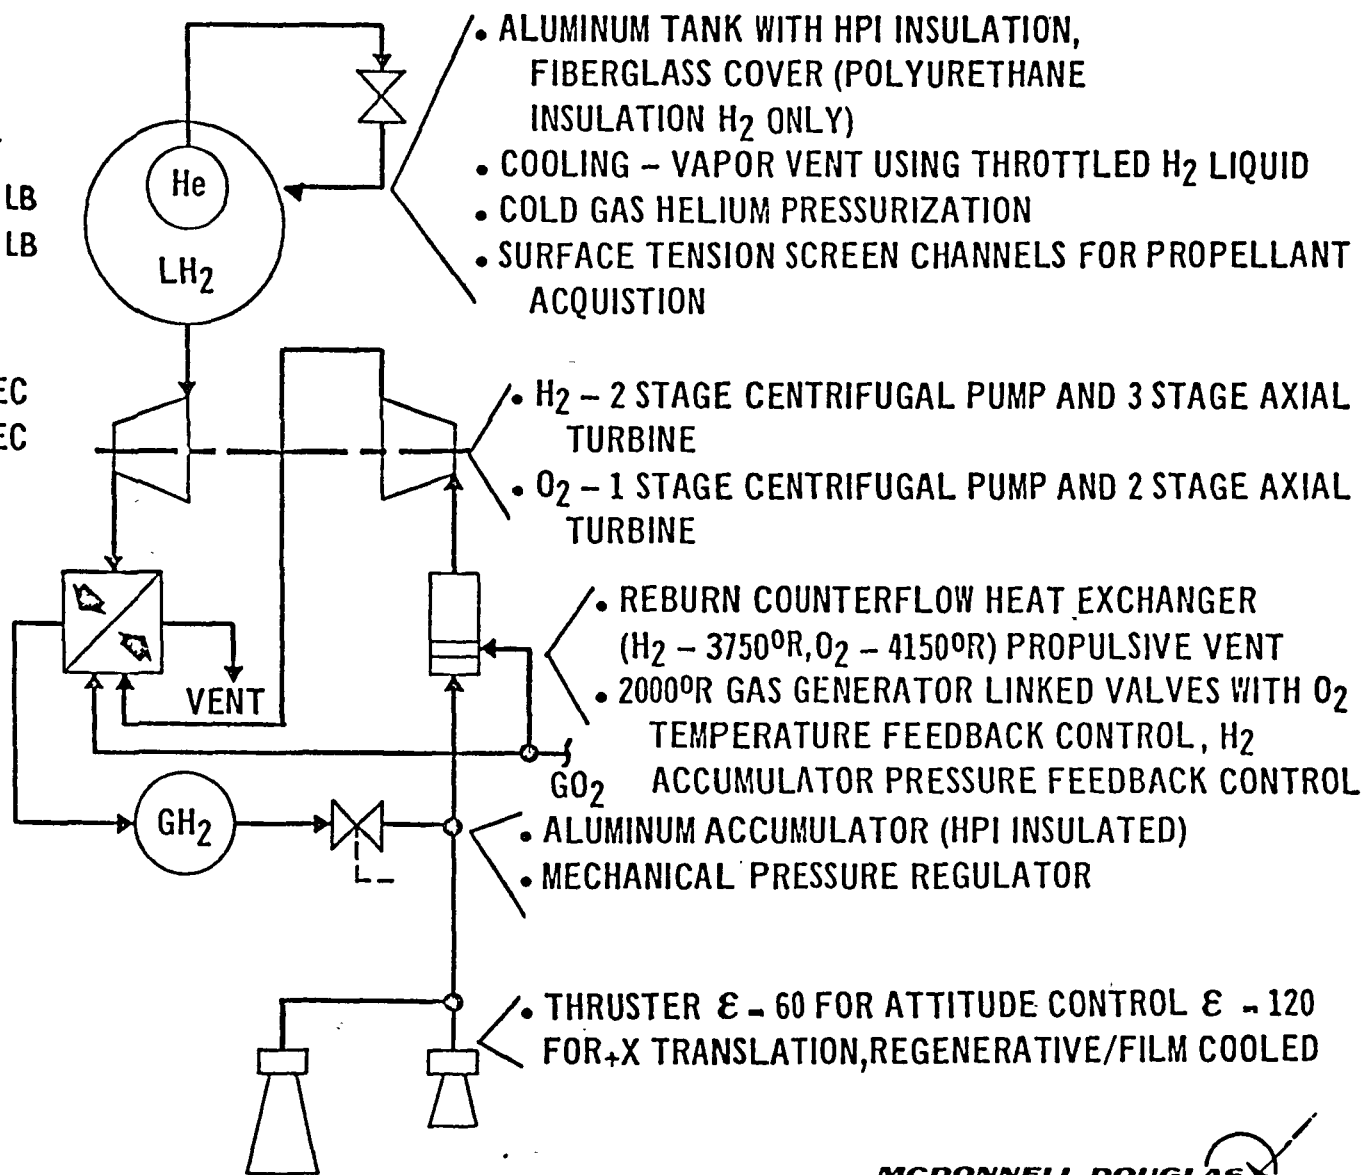 • ALUMINUM TANK WITH HPI INSULATION,
FIBERGLASS COVER (POLYURETHANE
INSULATION H2 ONLY)
• COOLING – VAPOR VENT USING THROTTLED H2 LIQUID
• COLD GAS HELIUM PRESSURIZATION
• SURFACE TENSION SCREEN CHANNELS FOR PROPELLANT
ACQUISTION
He
LH2
LB
LB
EC
EC
• H2 – 2 STAGE CENTRIFUGAL PUMP AND 3 STAGE AXIAL
TURBINE
• O2 – 1 STAGE CENTRIFUGAL PUMP AND 2 STAGE AXIAL
TURBINE
• REBURN COUNTERFLOW HEAT EXCHANGER
(H2 – 3750ºR,O2 – 4150ºR) PROPULSIVE VENT
• 2000ºR GAS GENERATOR LINKED VALVES WITH O2
TEMPERATURE FEEDBACK CONTROL, H2
ACCUMULATOR PRESSURE FEEDBACK CONTROL
VENT
GO2
GH2
• ALUMINUM ACCUMULATOR (HPI INSULATED)
• MECHANICAL PRESSURE REGULATOR
• THRUSTER ε – 60 FOR ATTITUDE CONTROL ε – 120
FOR+X TRANSLATION,REGENERATIVE/FILM COOLED
MCDONNELL DOUGLAS